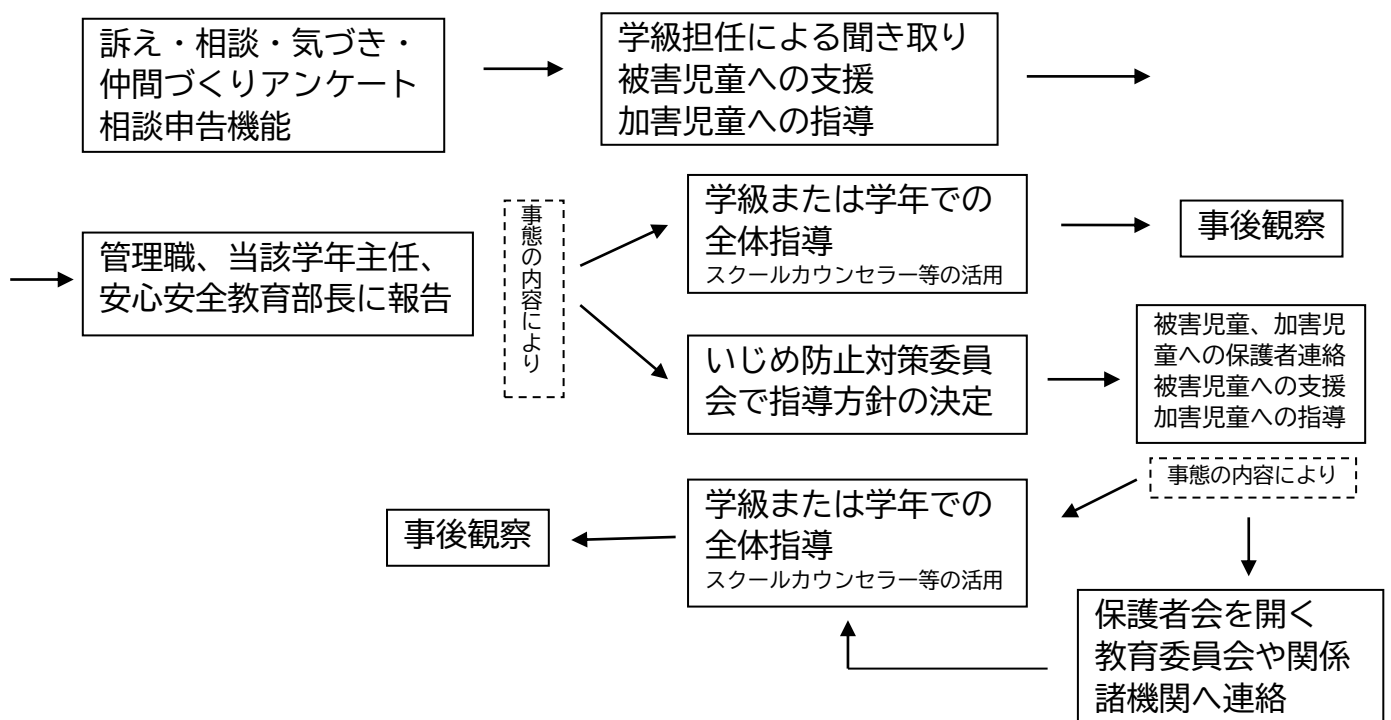 訴え・相談・気づき・
仲間づくりアンケート
相談申告機能
学級担任による聞き取り
被害児童への支援
加害児童への指導
管理職、当該学年主任、
安心安全教育部長に報告
事態の内容により
学級または学年での
全体指導
スクールカウンセラー等の活用
事後観察
いじめ防止対策委員
会で指導方針の決定
被害児童、加害児
童への保護者連絡
被害児童への支援
加害児童への指導
事態の内容により
学級または学年での
全体指導
スクールカウンセラー等の活用
事後観察
保護者会を開く
教育委員会や関係
諸機関へ連絡